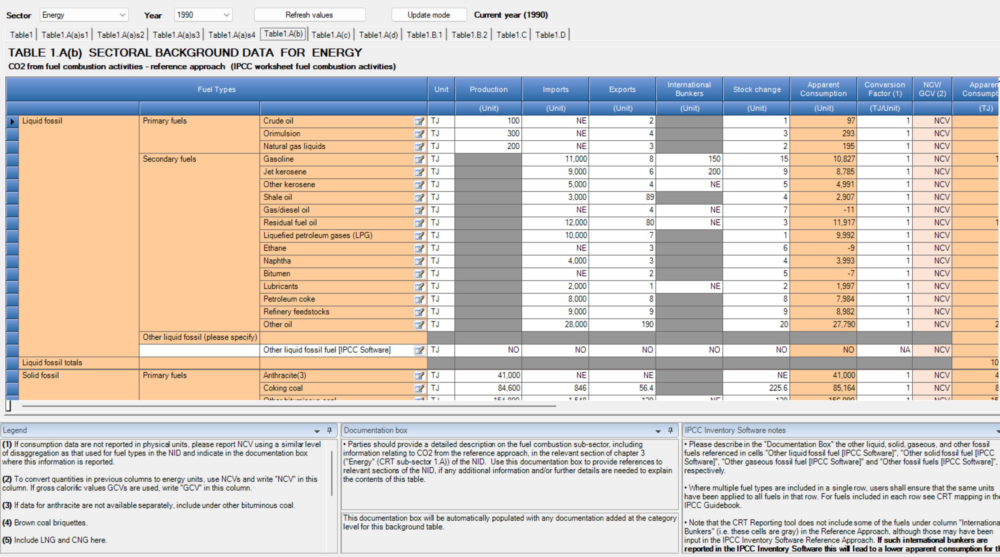 Sector Energy Year 1990 Refresh values Update mode Current year (1990)
Table1 Table1.A(a)s1 Table1.A(a)s2 Table1.A(a)s3 Table1.A(a)s4 Table1.A(b) Table1.A(c) Table1.A(d) Table1.B.1 Table1.B.2 Table1.C Table1.D
TABLE 1.A(b) SECTORAL BACKGROUND DATA FOR ENERGY
CO2 from fuel combustion activities - reference approach (IPCC worksheet fuel combustion activities)
Fuel Types Unit Production Imports Exports International Bunkers Stock change Apparent Consumption Conversion Factor (1) NCV/ GCV (2)
(Unit) (Unit) (Unit) (Unit) (Unit) (Unit) (TJ/Unit) (TJ)
Liquid fossil Primary fuels Crude oil TJ 100 NE 2 1 97 1 NCV
Orimulsion TJ 300 NE 4 3 293 1 NCV
Natural gas liquids TJ 200 NE 3 2 195 1 NCV
Secondary fuels Gasoline TJ 11,000 8 150 15 10,827 1 NCV
Jet kerosene TJ 9,000 6 200 9 8,785 1 NCV
Other kerosene TJ 5,000 4 NE 5 4,991 1 NCV
Shale oil TJ 3,000 89 4 2,907 1 NCV
Gas/diesel oil TJ NE 4 NE 7 -11 1 NCV
Residual fuel oil TJ 12,000 80 NE 3 11,917 1 NCV
Liquefied petroleum gases (LPG) TJ 10,000 7 1 9,992 1 NCV
Ethane TJ NE 3 6 -9 1 NCV
Naphtha TJ 4,000 3 4 3,993 1 NCV
Bitumen TJ NE 2 5 -7 1 NCV
Lubricants TJ 2,000 1 NE 2 1,997 1 NCV
Petroleum coke TJ 8,000 8 8 7,984 1 NCV
Refinery feedstocks TJ 9,000 9 9 8,982 1 NCV
Other oil TJ 28,000 190 20 27,790 1 NCV
Other liquid fossil (please specify)
Other liquid fossil fuel [IPCC Software] TJ NO NO NO NO NO NO NA NCV
Liquid fossil totals
Solid fossil Primary fuels Anthracite(3) TJ 41,000 NE NE NE 41,000 1 NCV
Coking coal TJ 84,600 846 56.4 225.6 85,164 1 NCV
Legend
(1) If consumption data are not reported in physical units, please report NCV using a similar level
of disaggregation as that used for fuel types in the NID and indicate in the documentation box
where this information is reported.
(2) To convert quantities in previous columns to energy units, use NCVs and write "NCV" in this
column. If gross calorific values GCVs are used, write "GCV" in this column.
(3) If data for anthracite are not available separately, include under other bituminous coal.
(4) Brown coal briquettes.
(5) Include LNG and CNG here.
Documentation box
• Parties should provide a detailed description on the fuel combustion sub-sector, including
information relating to CO2 from the reference approach, in the relevant section of chapter 3
("Energy" (CRT sub-sector 1.A)) of the NID. Use this documentation box to provide references to
relevant sections of the NID, if any additional information and/or further details are needed to explain
the contents of this table.
This documentation box will be automatically populated with any documentation added at the category
level for this background table.
IPCC Inventory Software notes
• Please describe in the "Documentation Box" the other liquid, solid, gaseous, and other fossil
fuels referenced in cells "Other liquid fossil fuel [IPCC Software]", "Other solid fossil fuel [IPCC
Software]", "Other gaseous fossil fuel [IPCC Software]" and "Other fossil fuels [IPCC Software]",
respectively.
• Where multiple fuel types are included in a single row, users shall ensure that the same units
have been applied to all fuels in that row. For fuels included in each row see CRT mapping in the
IPCC Guidebook.
• Note that the CRT Reporting tool does not include some of the fuels under column "International
Bunkers" (i.e. these cells are gray) in the Reference Approach, although those may have been
input in the IPCC Inventory Software Reference Approach. If such international bunkers are
reported in the IPCC Inventory Software this will lead to a lower apparent consumption for